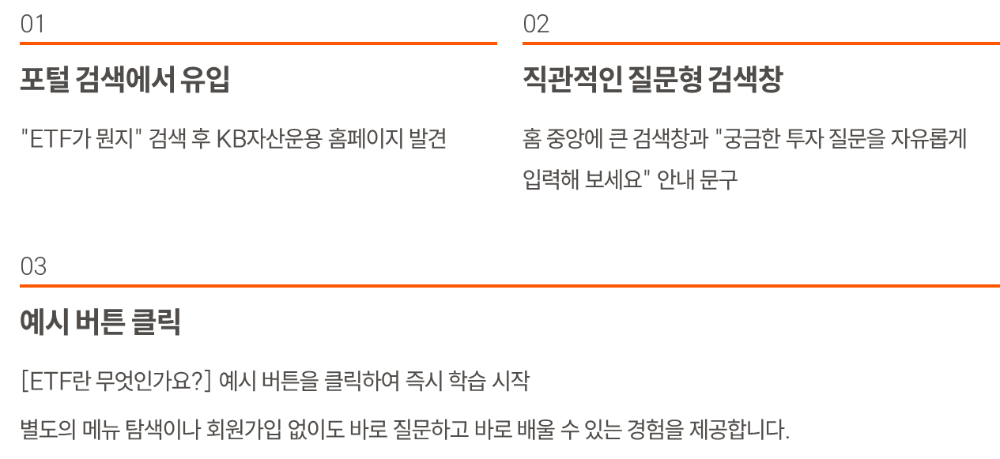 01
포털 검색에서 유입
"ETF가 뭔지" 검색 후 KB자산운용 홈페이지 발견
02
직관적인 질문형 검색창
홈 중앙에 큰 검색창과 "궁금한 투자 질문을 자유롭게
입력해 보세요" 안내 문구
03
예시 버튼 클릭
[ETF란 무엇인가요?] 예시 버튼을 클릭하여 즉시 학습 시작
별도의 메뉴 탐색이나 회원가입 없이도 바로 질문하고 바로 배울 수 있는 경험을 제공합니다.